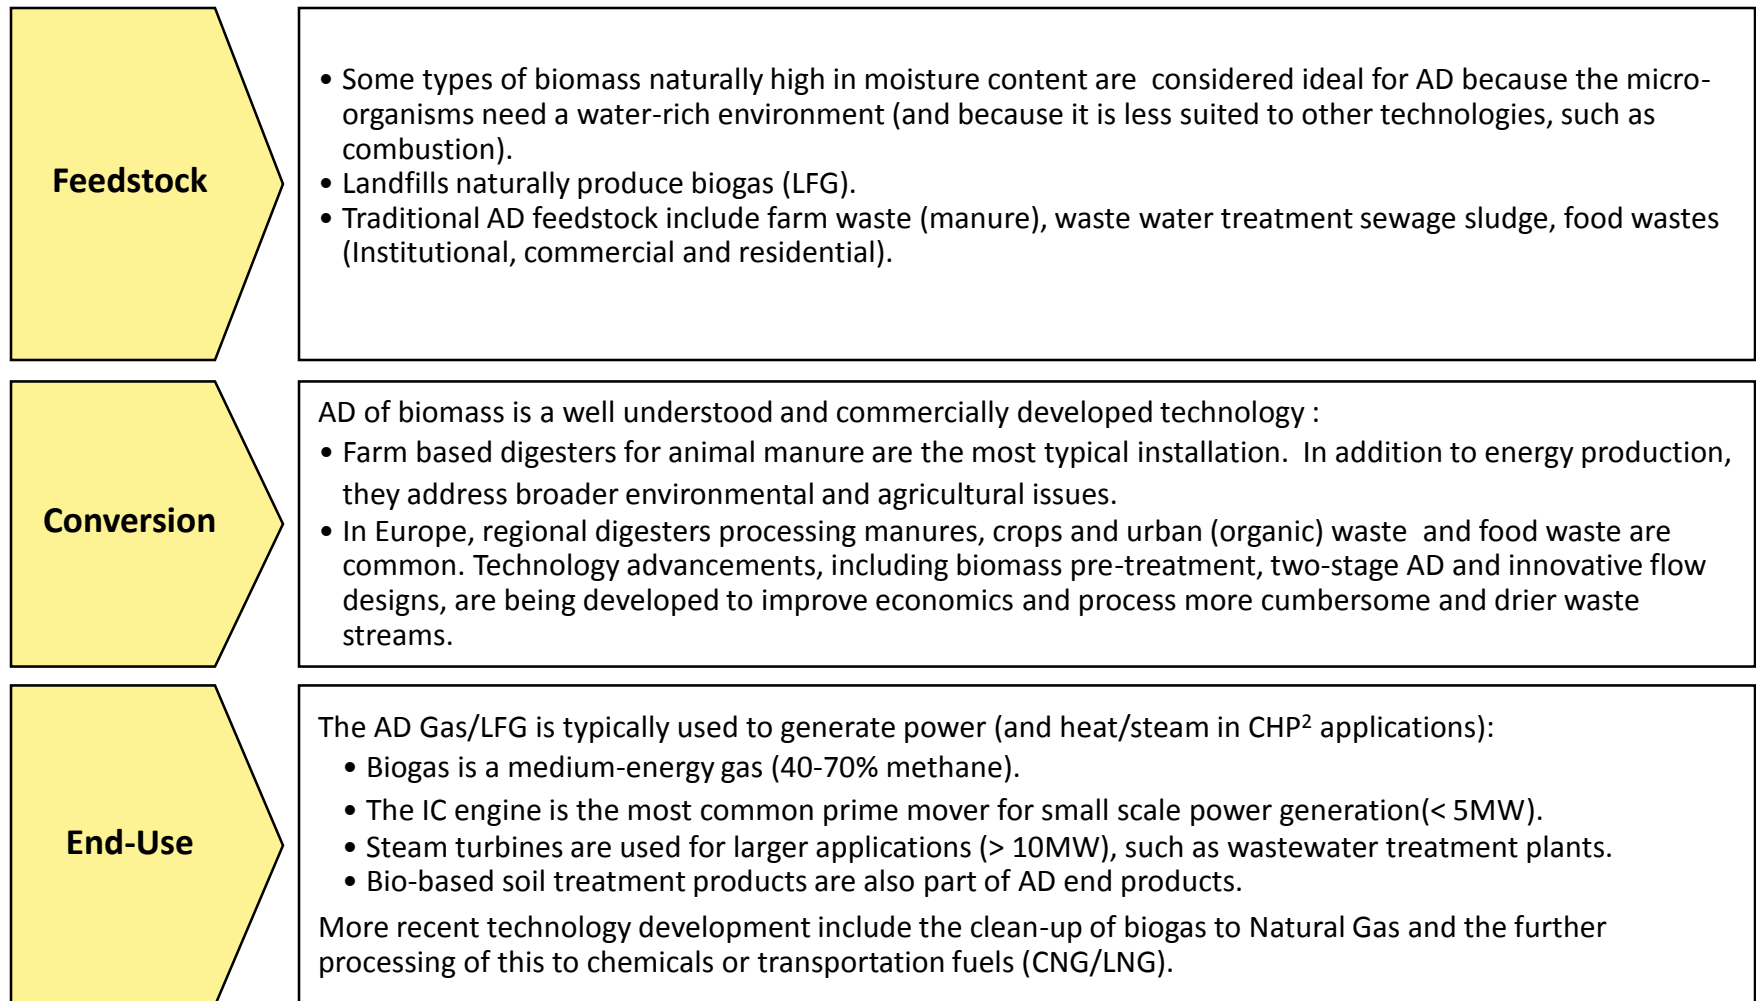 Feedstock
• Some types of biomass naturally high in moisture content are  considered ideal for AD because the micro-
organisms need a water-rich environment (and because it is less suited to other technologies, such as
combustion).
• Landfills naturally produce biogas (LFG).
• Traditional AD feedstock include farm waste (manure), waste water treatment sewage sludge, food wastes
(Institutional, commercial and residential).
Conversion
AD of biomass is a well understood and commercially developed technology :
• Farm based digesters for animal manure are the most typical installation.  In addition to energy production,
they address broader environmental and agricultural issues.
• In Europe, regional digesters processing manures, crops and urban (organic) waste  and food waste are
common. Technology advancements, including biomass pre-treatment, two-stage AD and innovative flow
designs, are being developed to improve economics and process more cumbersome and drier waste
streams.
End-Use
The AD Gas/LFG is typically used to generate power (and heat/steam in CHP² applications):
• Biogas is a medium-energy gas (40-70% methane).
• The IC engine is the most common prime mover for small scale power generation(< 5MW).
• Steam turbines are used for larger applications (> 10MW), such as wastewater treatment plants.
• Bio-based soil treatment products are also part of AD end products.
More recent technology development include the clean-up of biogas to Natural Gas and the further
processing of this to chemicals or transportation fuels (CNG/LNG).